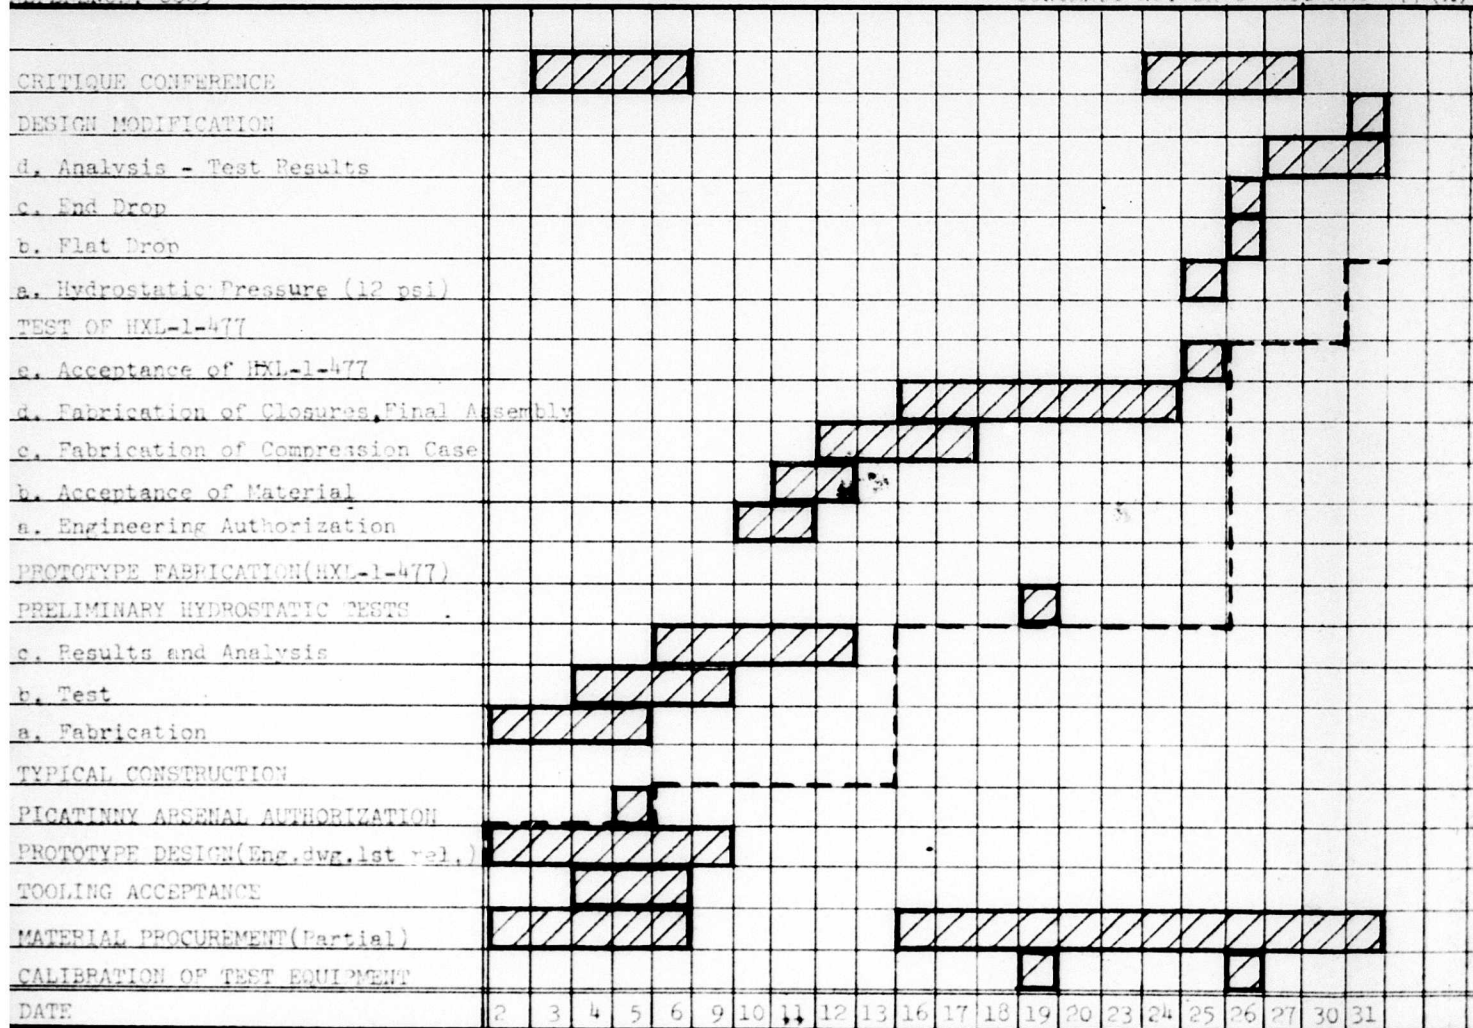 CRITIQUE CONFERENCE
DESIGN MODIFICATION
d. Analysis - Test Results
c. End Drop
b. Flat Drop
a. Hydrostatic Pressure (12 psi)
TEST OF HXL-1-477
e. Acceptance of HXL-1-477
d. Fabrication of Closures, Final Assembly
c. Fabrication of Compression Case
b. Acceptance of Material
a. Engineering Authorization
PROTOTYPE FABRICATION(HXL-1-477)
PRELIMINARY HYDROSTATIC TESTS
c. Results and Analysis
b. Test
a. Fabrication
TYPICAL CONSTRUCTION
PICATINNY ARSENAL AUTHORIZATION
PROTOTYPE DESIGN(Eng.dwg.1st rel.)
TOOLING ACCEPTANCE
MATERIAL PROCUREMENT(Partial)
CALIBRATION OF TEST EQUIPMENT
DATE 2 3 4 5 6 9 10 11 12 13 16 17 18 19 20 23 24 25 26 27 30 31